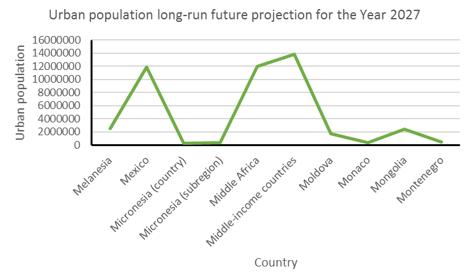 Urban population long-run future projection for the Year 2027
Urban population
16000000
14000000
12000000
10000000
8000000
6000000
4000000
2000000
0
Melanesia
Mexico
Micronesia (country)
Micronesia (subregion)
Middle Africa
Middle-income countries
Moldova
Monaco
Mongolia
Montenegro
Country